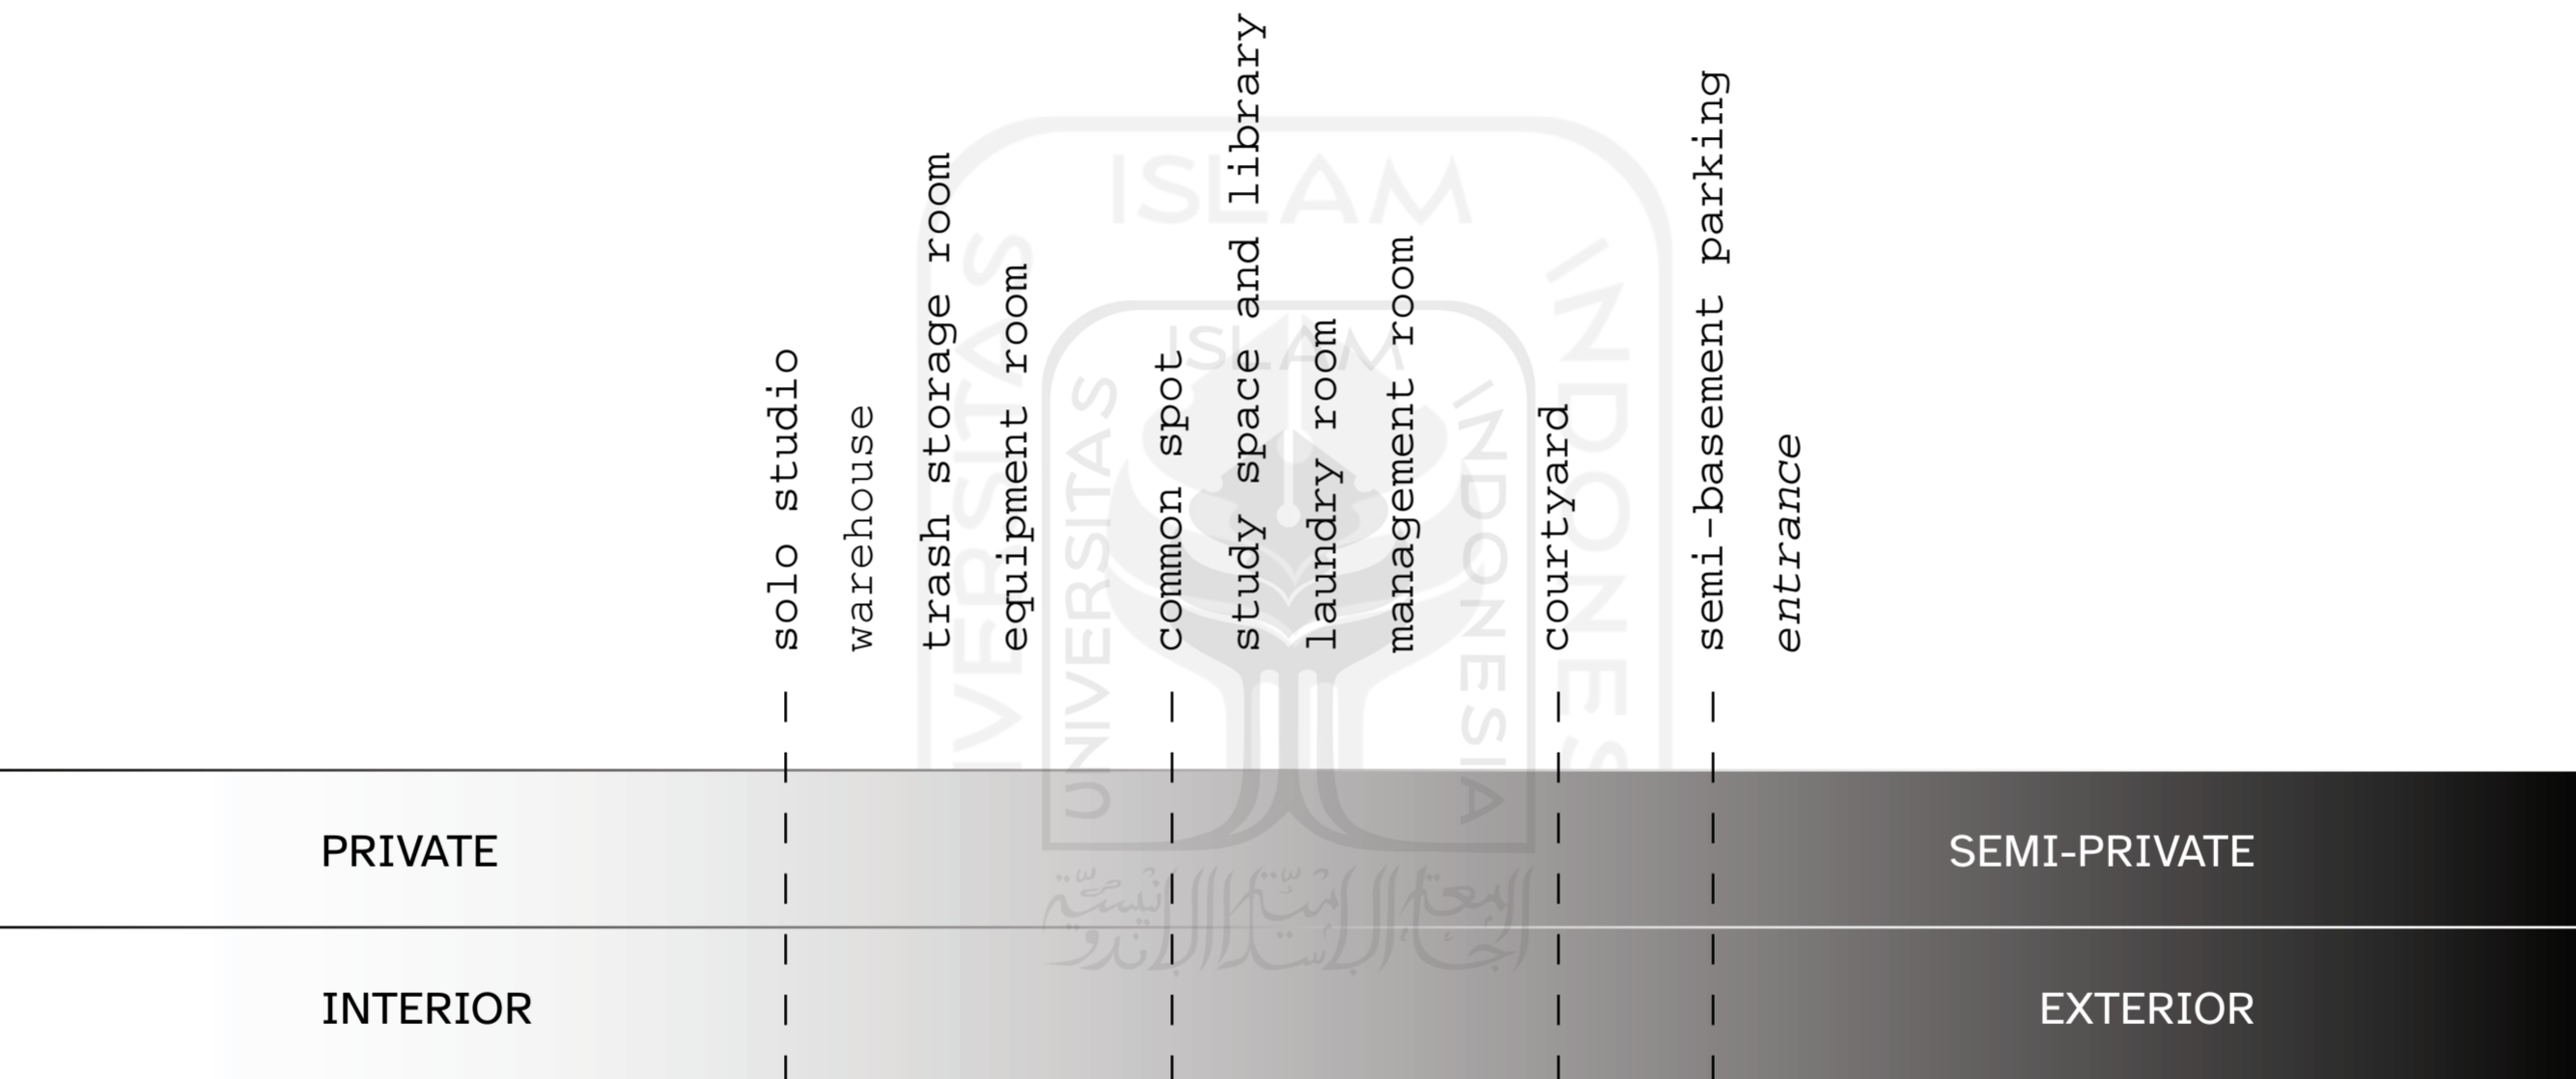 solo studio
warehouse
trash storage room
equipment room
common spot
study space and library
laundry room
management room
courtyard
semi-basement parking
entrance
PRIVATE
SEMI-PRIVATE
INTERIOR
EXTERIOR
ISLAM
UNIVERSITAS
INDONESIA